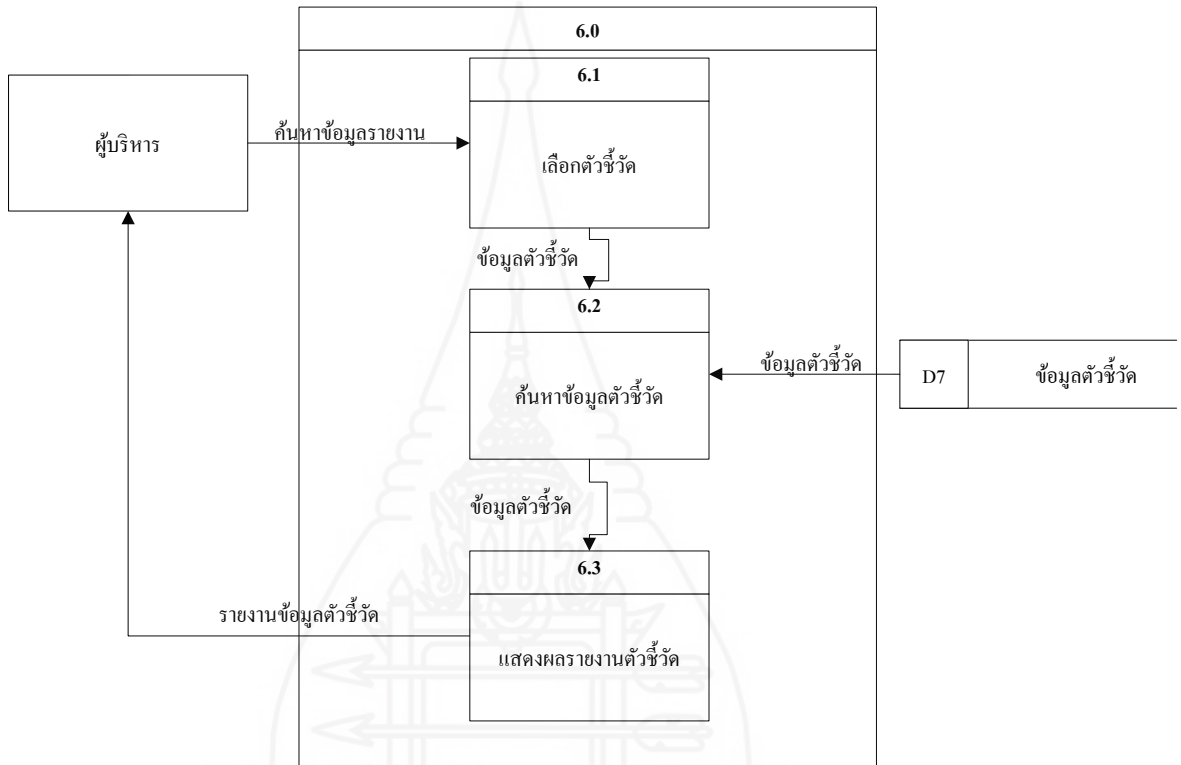 6.0
6.1
ผู้บริหาร
ค้นหาข้อมูลรายงาน
เลือกตัวชี้วัด
ข้อมูลตัวชี้วัด
6.2
ข้อมูลตัวชี้วัด
D7
ข้อมูลตัวชี้วัด
ค้นหาข้อมูลตัวชี้วัด
ข้อมูลตัวชี้วัด
6.3
รายงานข้อมูลตัวชี้วัด
แสดงผลรายงานตัวชี้วัด